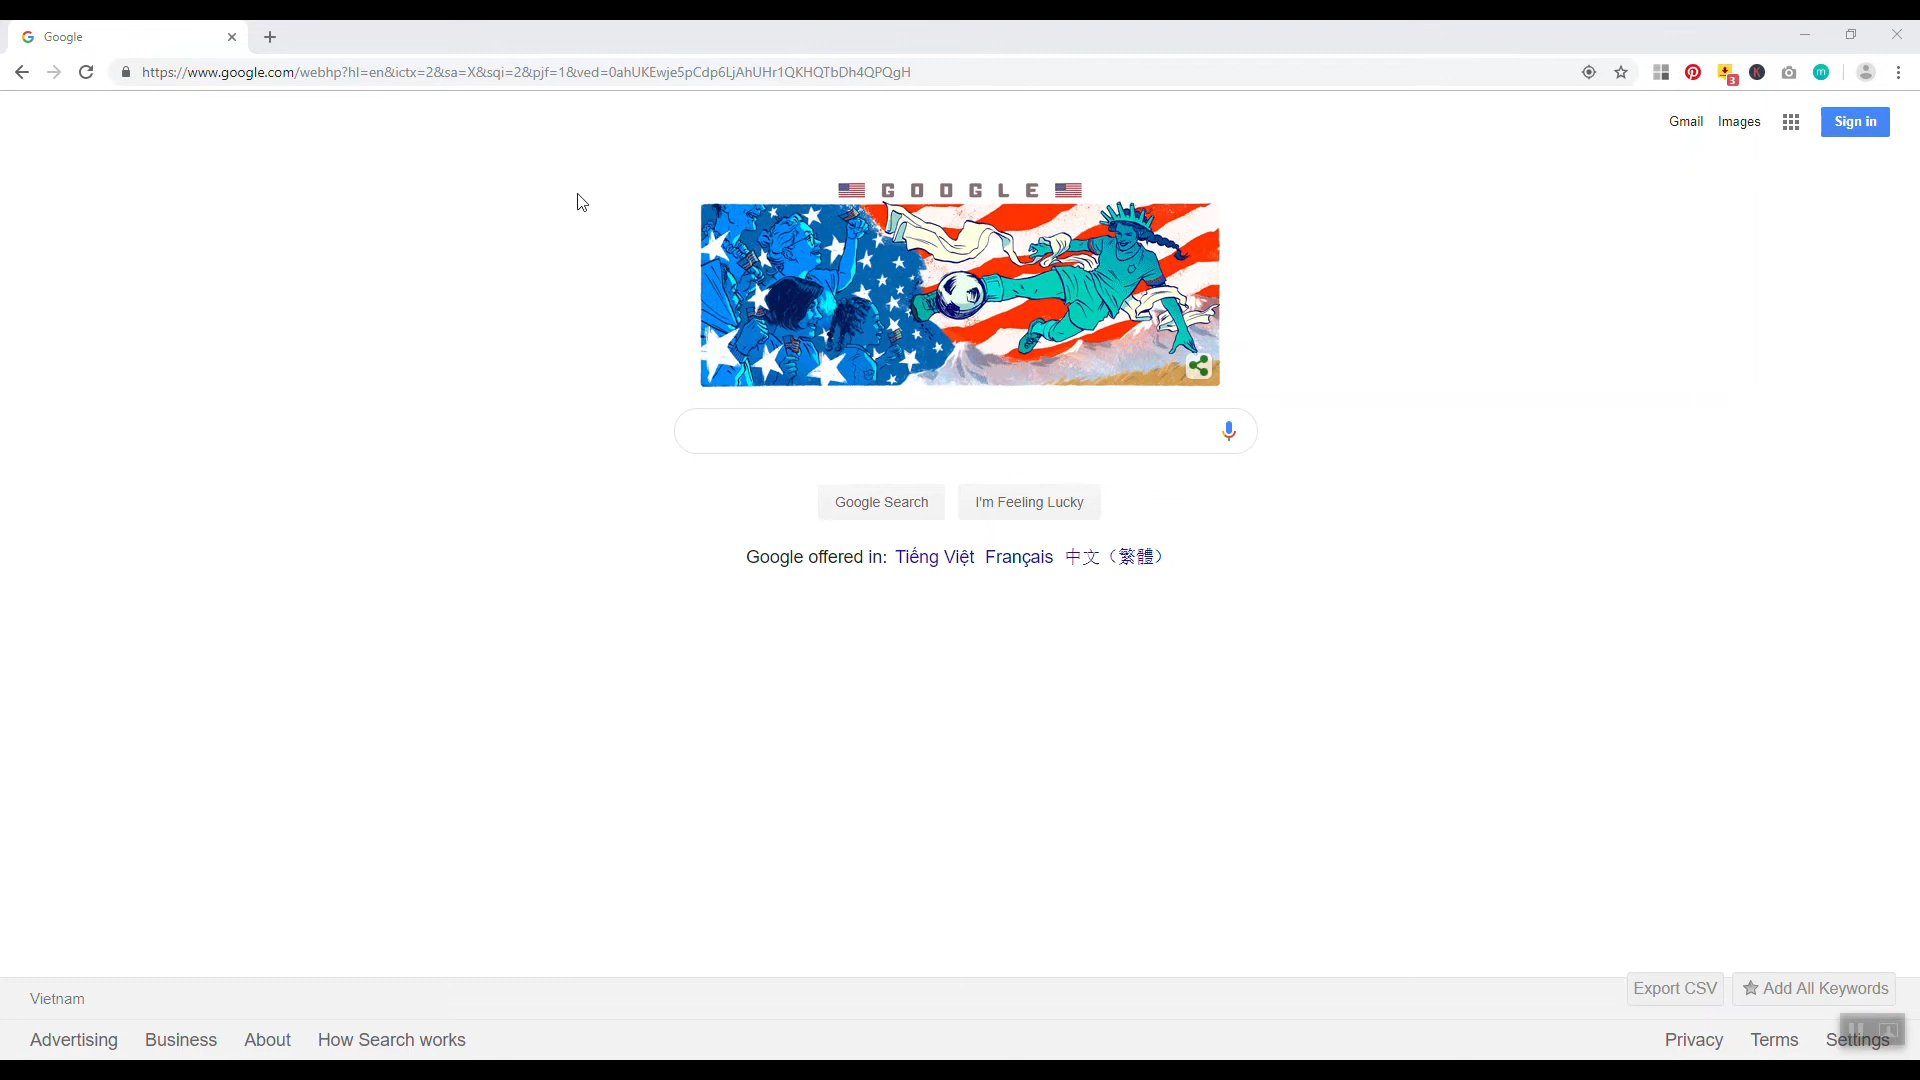 Google
https://www.google.com/webhp?hl=en&ictx=2&sa=X&sqi=2&pjf=1&ved=0ahUKEwje5pCdp6LjAhUHr1QKHQTbDh4QPQgH
3
K
m
Gmail Images Sign in
GOOGLE
Google Search I'm Feeling Lucky
Google offered in: Tiếng Việt Français 中文（繁體）
Vietnam
Export CSV Add All Keywords
Advertising Business About How Search works Privacy Terms Settings